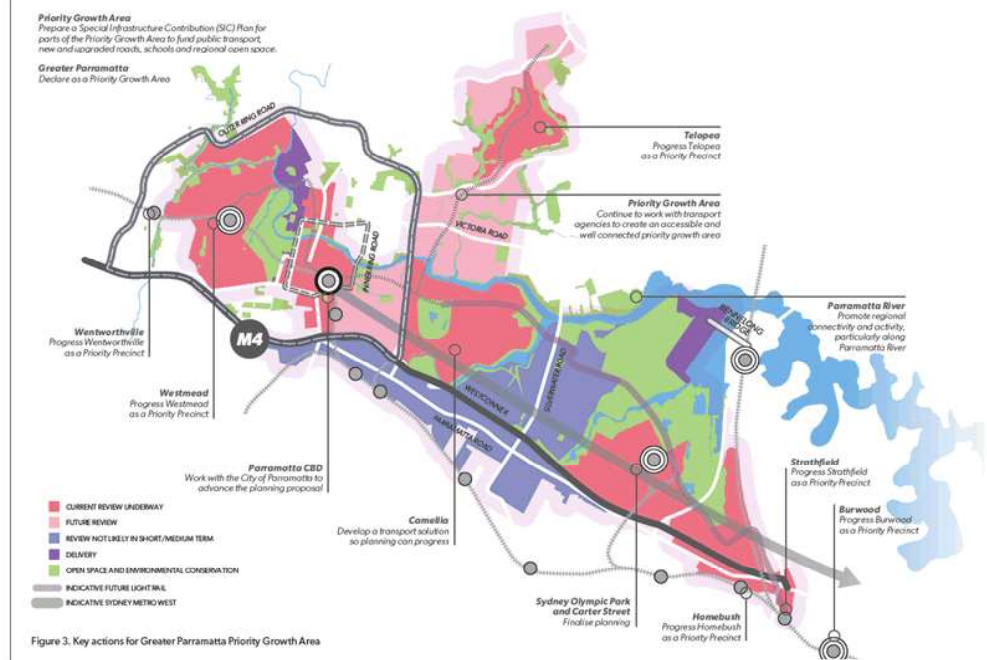 Priority Growth Area
Prepare a Special Infrastructure Contribution (SIC) Plan for
parts of the Priority Growth Area to fund public transport,
new and upgraded roads, schools and regional open space.
Greater Parramatta
Declare as a Priority Growth Area
OUTER RING ROAD
Telopea
Progress Telopea
as a Priority Precinct
Priority Growth Area
Continue to work with transport
agencies to create an accessible and
well connected priority growth area
VICTORIA ROAD
INNER RING ROAD
Parramatta River
Promote regional
connectivity and activity,
particularly along
Parramatta River
BENNELONG
BRIDGE
Wentworthville
Progress Wentworthville
as a Priority Precinct
M4
Westmead
Progress Westmead
as a Priority Precinct
SILVERWATER ROAD
WESTCONNEX
PARRAMATTA ROAD
Parramatta CBD
Work with the City of Parramatta to
advance the planning proposal
Camellia
Develop a transport solution
so planning can progress
Strathfield
Progress Strathfield
as a Priority Precinct
Burwood
Progress Burwood
as a Priority Precinct
Sydney Olympic Park
and Carter Street
Finalise planning
Homebush
Progress Homebush
as a Priority Precinct
CURRENT REVIEW UNDERWAY
FUTURE REVIEW
REVIEW NOT LIKELY IN SHORT/MEDIUM TERM
DELIVERY
OPEN SPACE AND ENVIRONMENTAL CONSERVATION
INDICATIVE FUTURE LIGHT RAIL
INDICATIVE SYDNEY METRO WEST
Figure 3. Key actions for Greater Parramatta Priority Growth Area